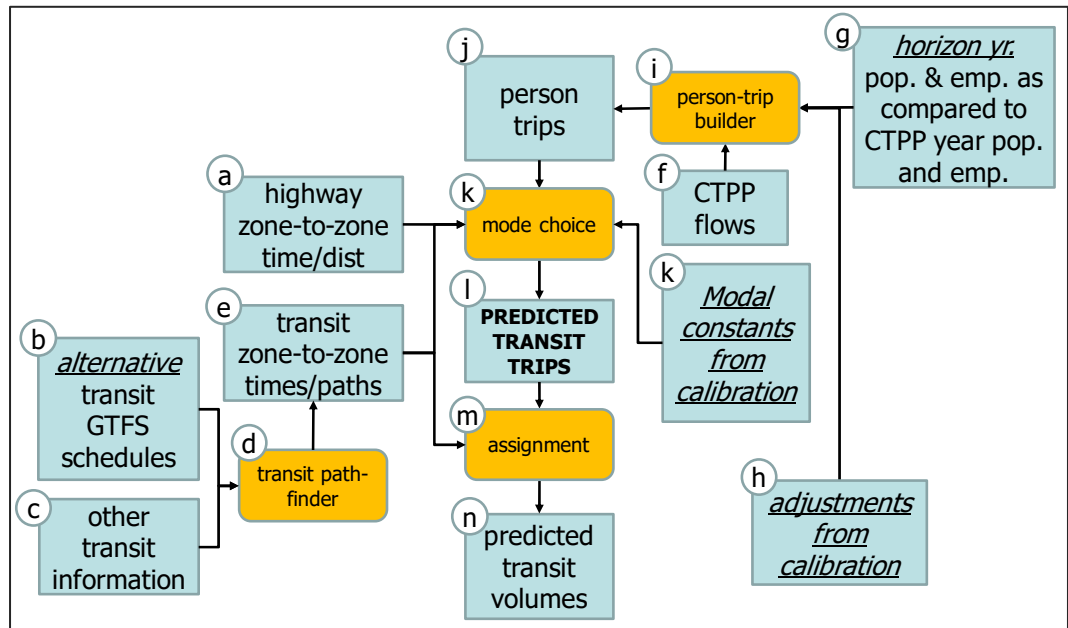 a
highway
zone-to-zone
time/dist
b
alternative
transit
GTFS
schedules
c
other
transit
information
d
transit path-
finder
e
transit
zone-to-zone
times/paths
f
CTPP
flows
g
horizon yr.
pop. & emp. as
compared to
CTPP year pop.
and emp.
h
adjustments
from
calibration
i
person-trip
builder
j
person
trips
k
mode choice
k
Modal
constants
from
calibration
l
PREDICTED
TRANSIT
TRIPS
m
assignment
n
predicted
transit
volumes